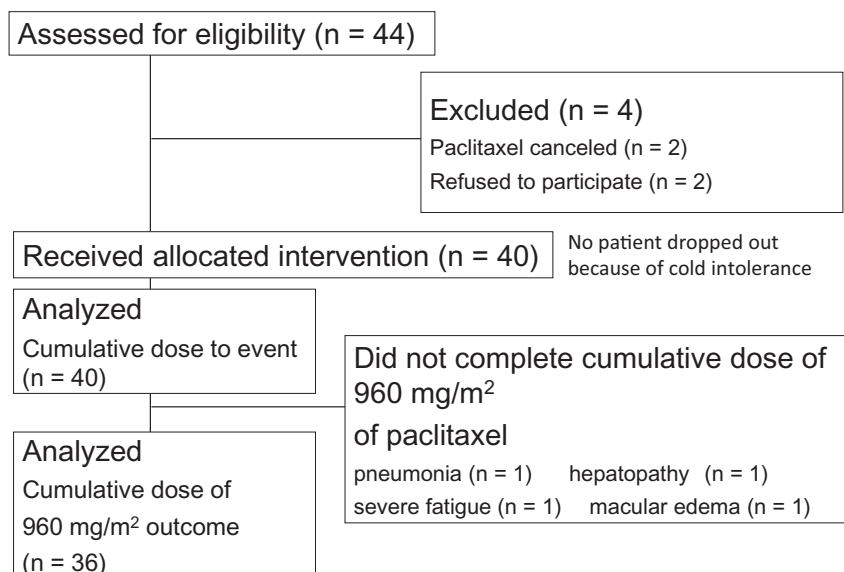 Assessed for eligibility (n = 44)
Excluded (n = 4)
Paclitaxel canceled (n = 2)
Refused to participate (n = 2)
Received allocated intervention (n = 40)
No patient dropped out
because of cold intolerance
Analyzed
Cumulative dose to event
(n = 40)
Did not complete cumulative dose of
960 mg/m²
of paclitaxel
pneumonia (n = 1) hepatopathy (n = 1)
severe fatigue (n = 1) macular edema (n = 1)
Analyzed
Cumulative dose of
960 mg/m² outcome
(n = 36)